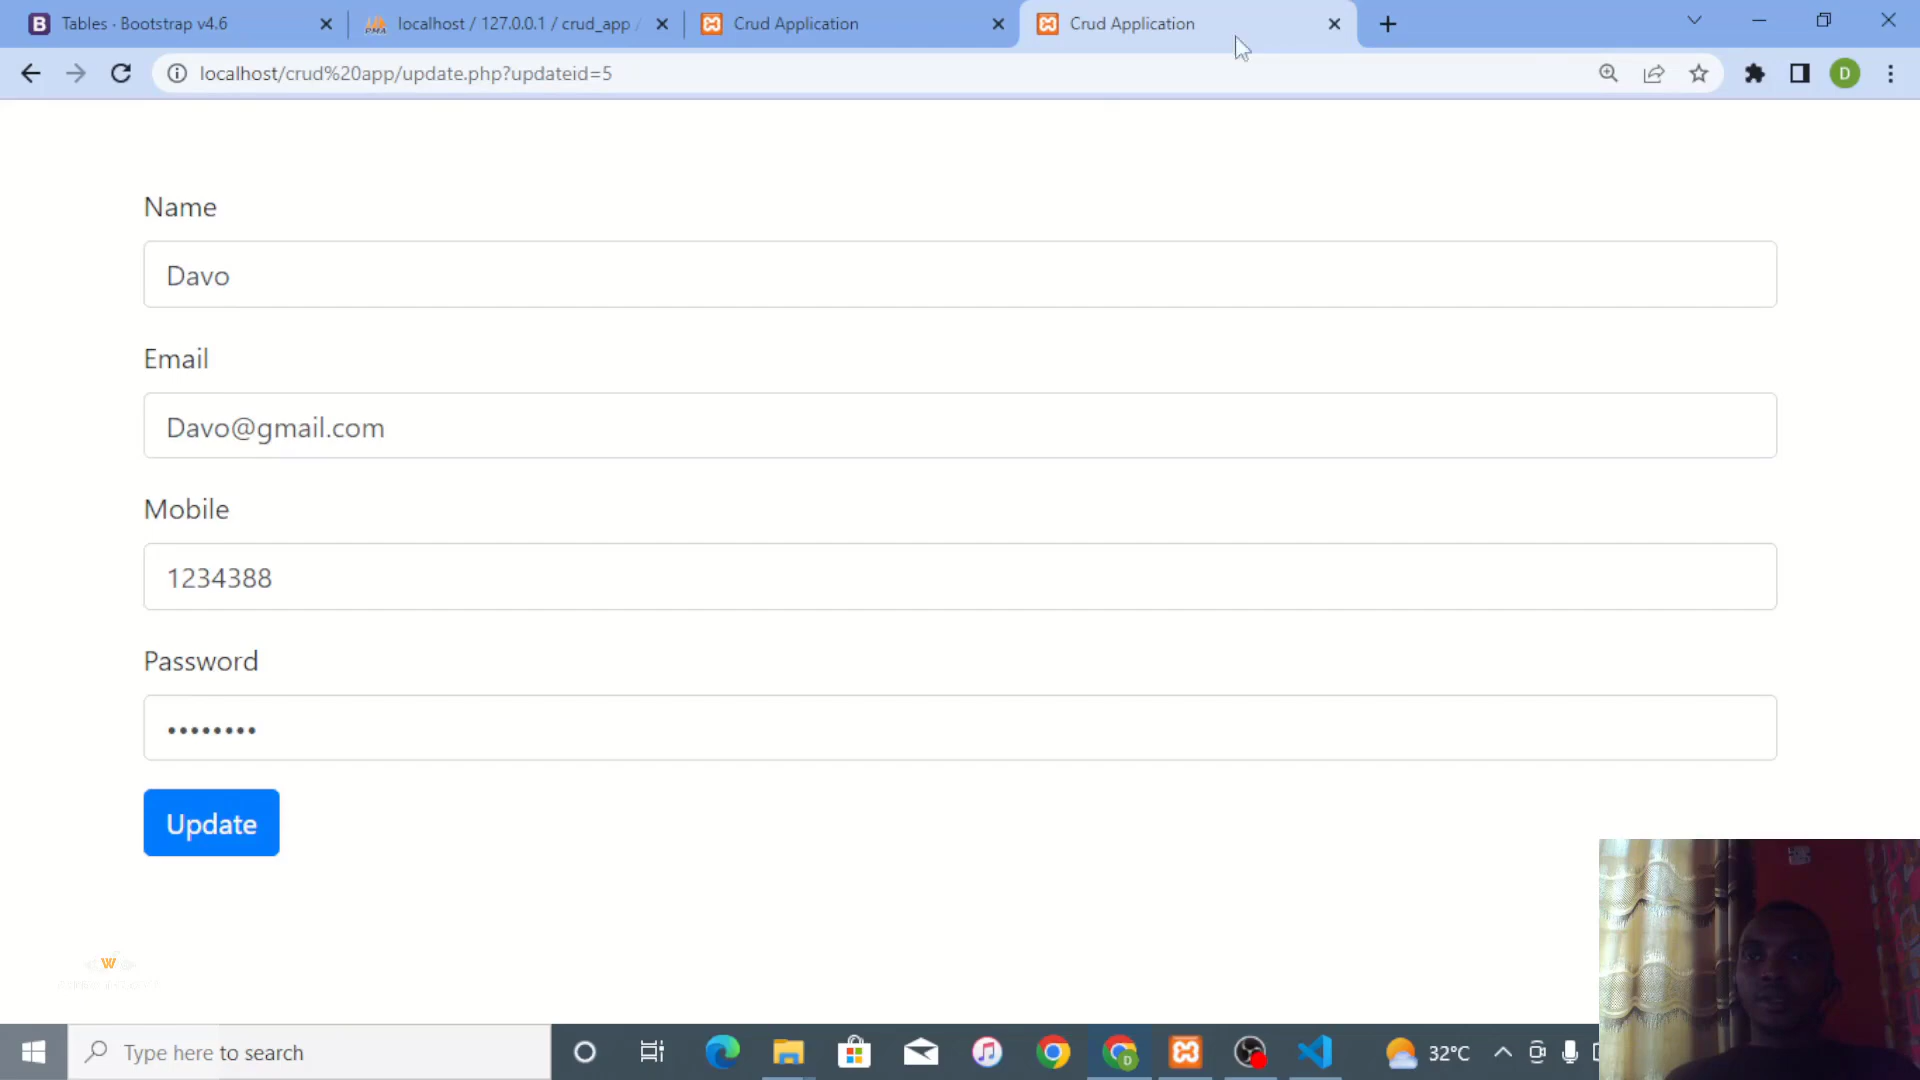 Tables · Bootstrap v4.6
localhost / 127.0.0.1 / crud_app /
Crud Application
Crud Application
localhost/crud%20app/update.php?updateid=5
D
Name
Davo
Email
Davo@gmail.com
Mobile
1234388
Password
Update
W
Type here to search
32°C